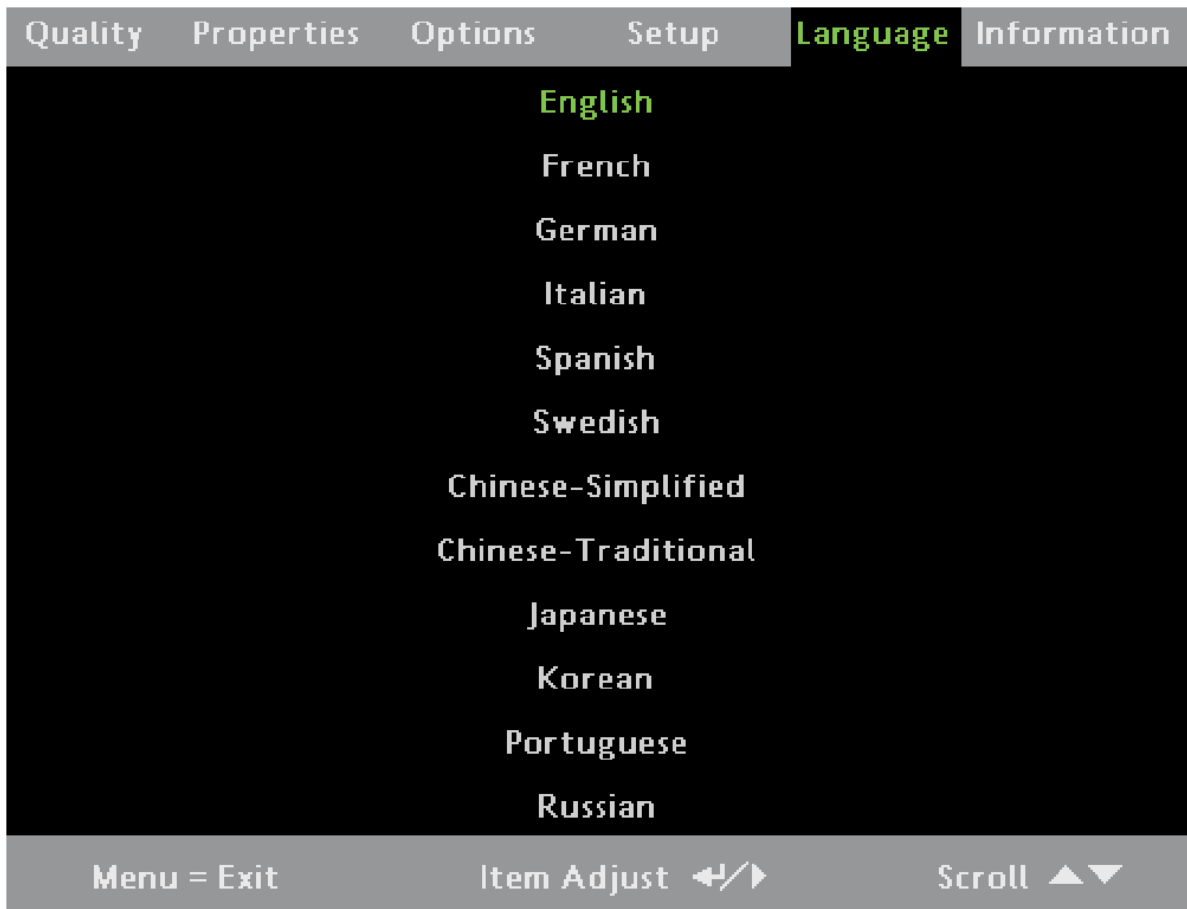 Quality Properties Options Setup Language Information
English
French
German
Italian
Spanish
Swedish
Chinese-Simplified
Chinese-Traditional
Japanese
Korean
Portuguese
Russian
Menu = Exit Item Adjust ↵/▶ Scroll ▲▼